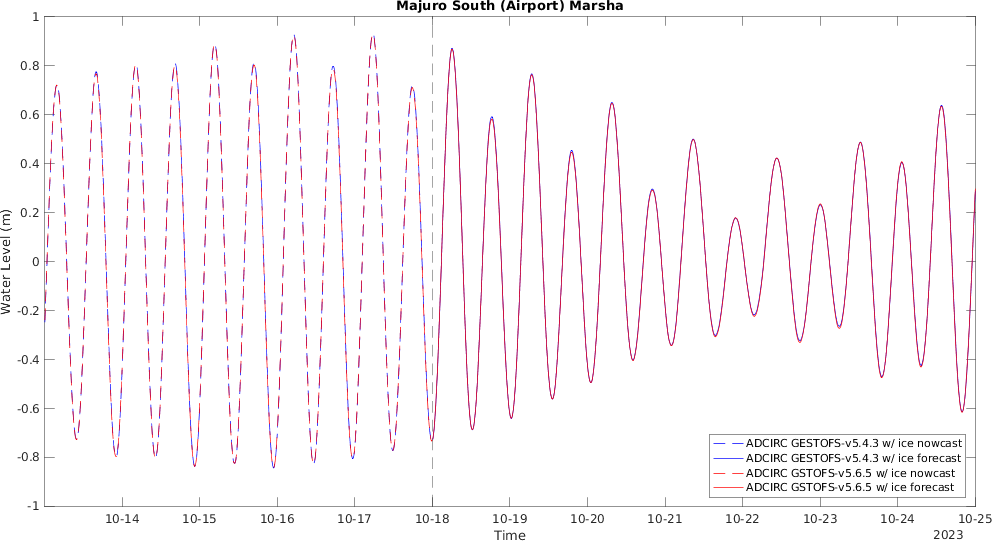 Majuro South (Airport) Marsha
1
0.8
0.6
0.4
0.2
0
-0.2
-0.4
-0.6
-0.8
-1
Water Level (m)
ADCIRC GESTOFS-v5.4.3 w/ ice nowcast
ADCIRC GESTOFS-v5.4.3 w/ ice forecast
ADCIRC GSTOFS-v5.6.5 w/ ice nowcast
ADCIRC GSTOFS-v5.6.5 w/ ice forecast
10-14 10-15 10-16 10-17 10-18 10-19 10-20 10-21 10-22 10-23 10-24 10-25
Time
2023